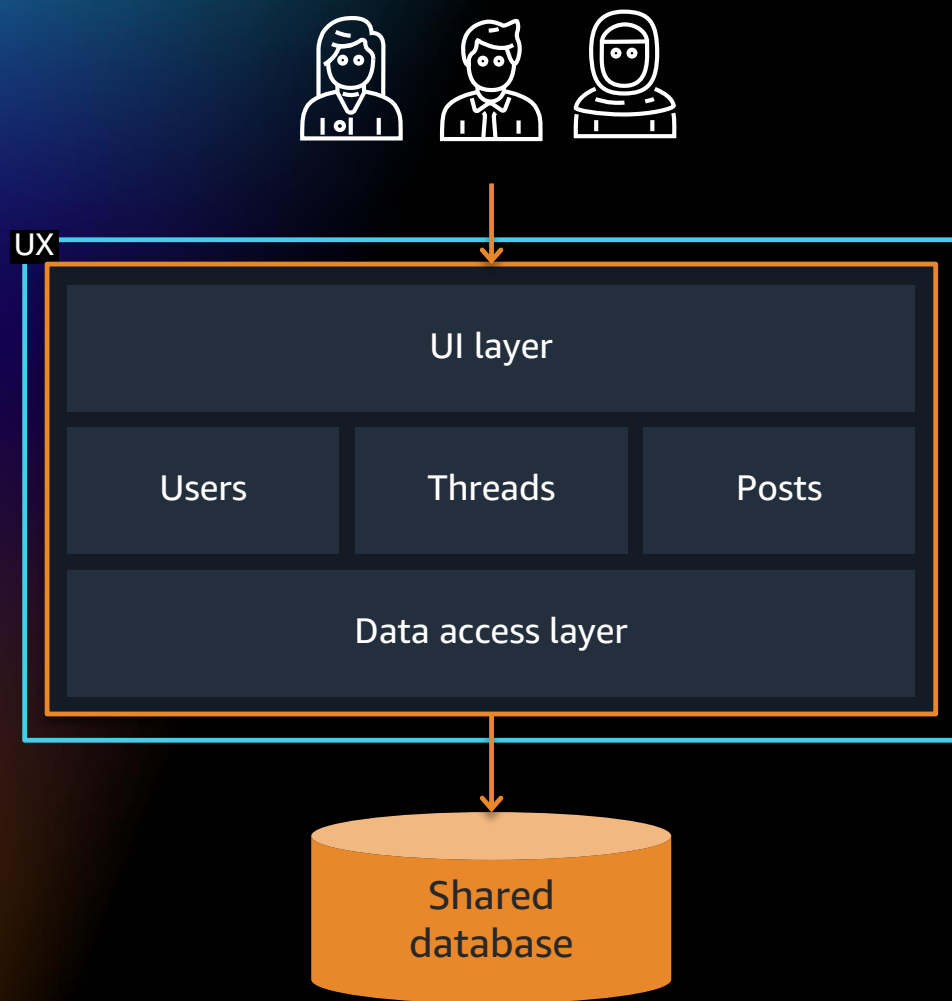 UX
UI layer
Users
Threads
Posts
Data access layer
Shared
database